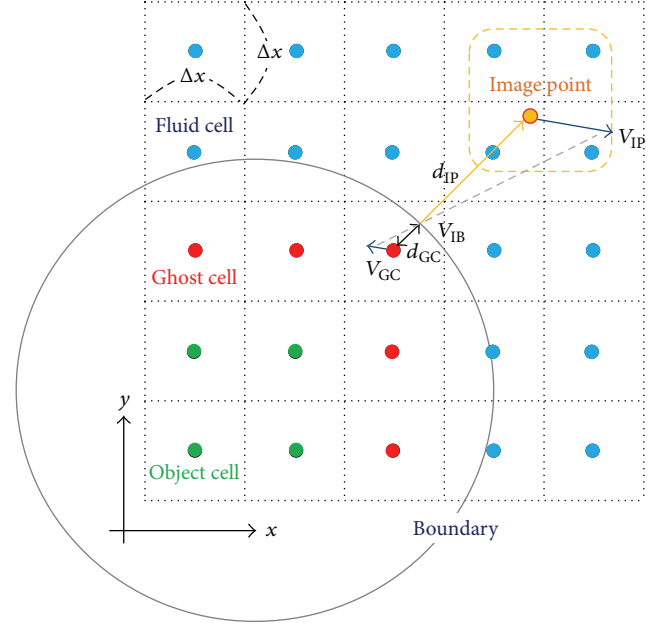 Δx
Δx
Image point
Fluid cell
V_IP
d_IP
V_IB
d_GC
V_GC
Ghost cell
y
Object cell
x
Boundary